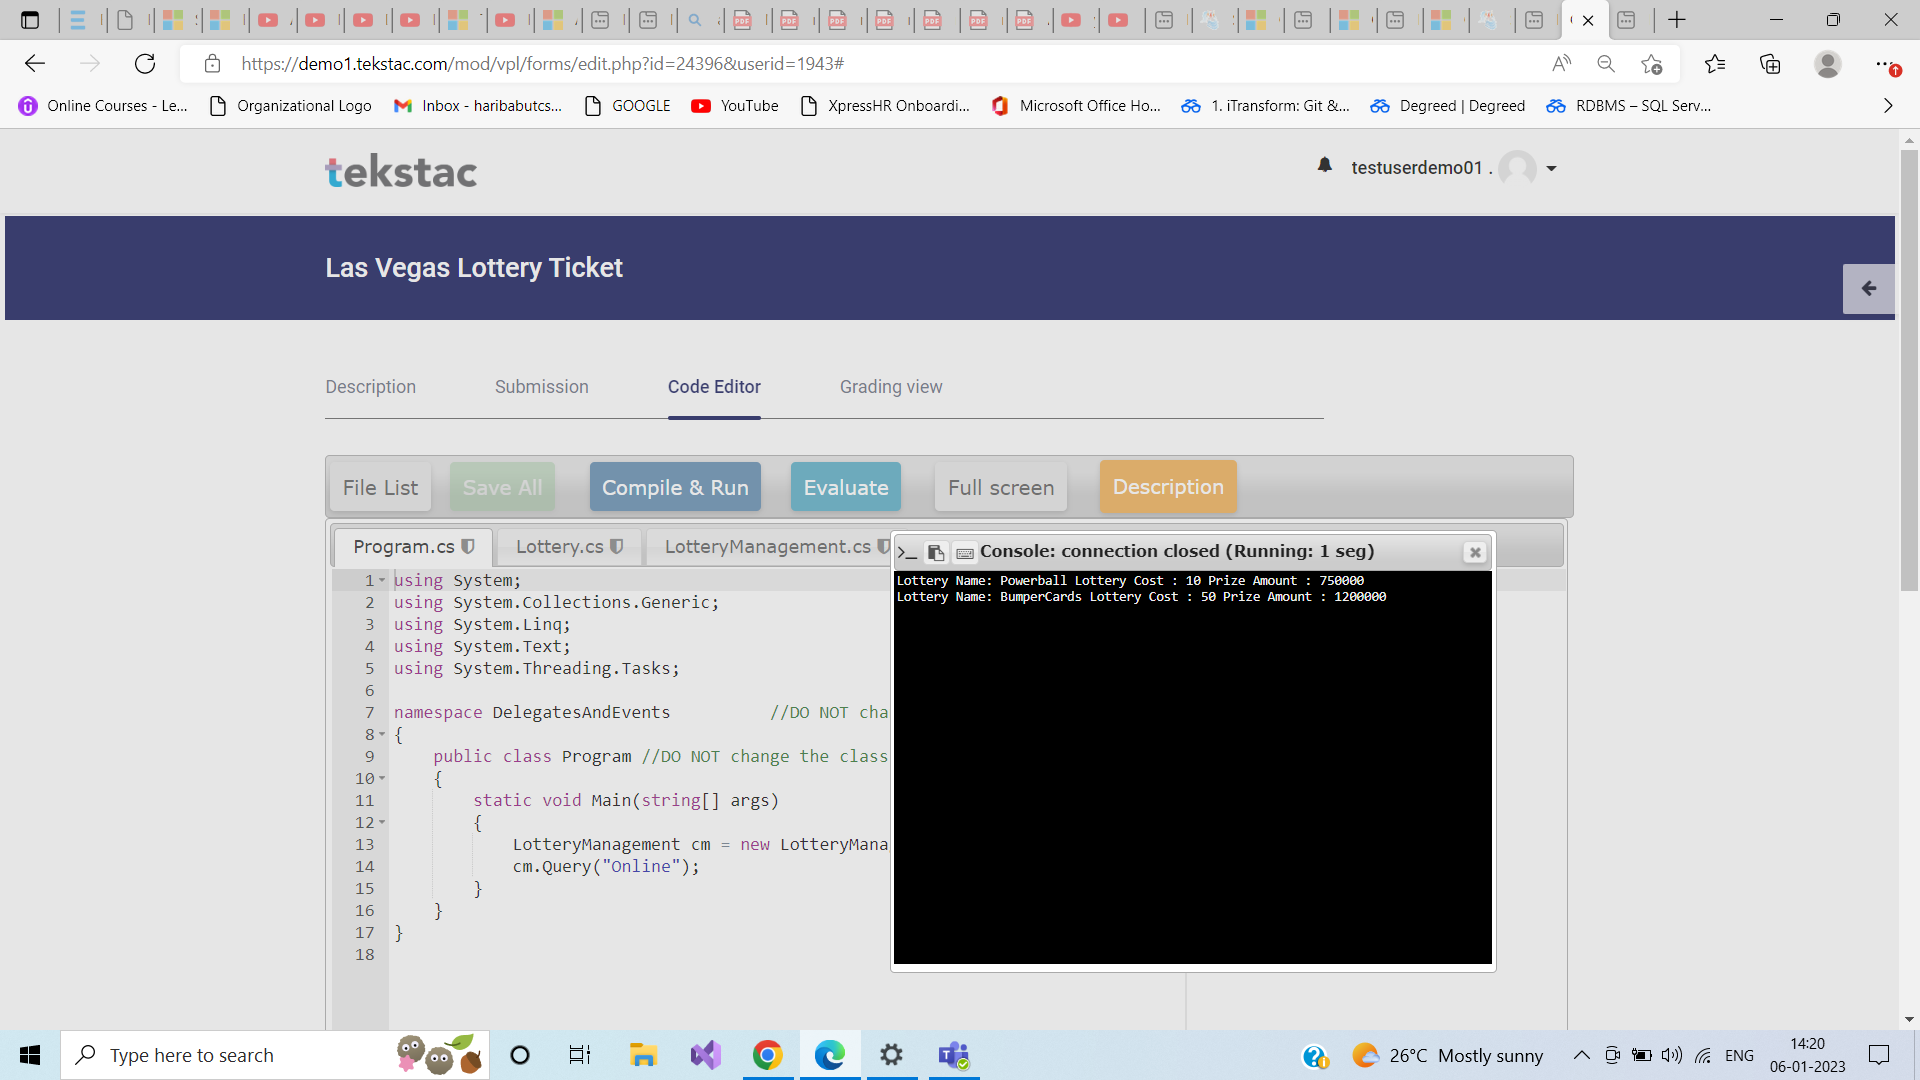 https://demo1.tekstac.com/mod/vpl/forms/edit.php?id=24396&userid=1943#
Online Courses - Le...
Organizational Logo
Inbox - haribabutcs...
GOOGLE
YouTube
XpressHR Onboardi...
Microsoft Office Ho...
1. iTransform: Git &...
Degreed | Degreed
RDBMS – SQL Serv...
tekstac
testuserdemo01 .
Las Vegas Lottery Ticket
Description
Submission
Code Editor
Grading view
File List
Save All
Compile & Run
Evaluate
Full screen
Description
Program.cs
Lottery.cs
LotteryManagement.cs
Console: connection closed (Running: 1 seg)
Lottery Name: Powerball Lottery Cost : 10 Prize Amount : 750000
Lottery Name: BumperCards Lottery Cost : 50 Prize Amount : 1200000
1 using System;
2 using System.Collections.Generic;
3 using System.Linq;
4 using System.Text;
5 using System.Threading.Tasks;
6
7 namespace DelegatesAndEvents //DO NOT cha
8 {
9 public class Program //DO NOT change the class
10 {
11 static void Main(string[] args)
12 {
13 LotteryManagement cm = new LotteryMana
14 cm.Query("Online");
15 }
16 }
17 }
18
Type here to search
26°C Mostly sunny
ENG
14:20
06-01-2023